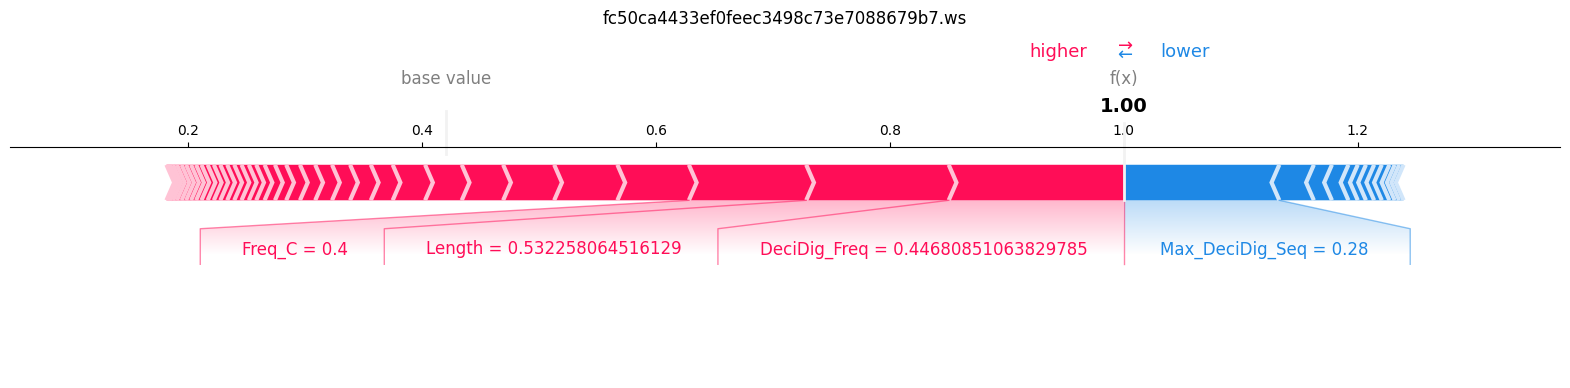 fc50ca4433ef0feec3498c73e7088679b7.ws
higher → ← lower
base value f(x)
1.00
0.2 0.4 0.6 0.8 1.0 1.2
Freq_C = 0.4 Length = 0.532258064516129 DeciDig_Freq = 0.44680851063829785 Max_DeciDig_Seq = 0.28